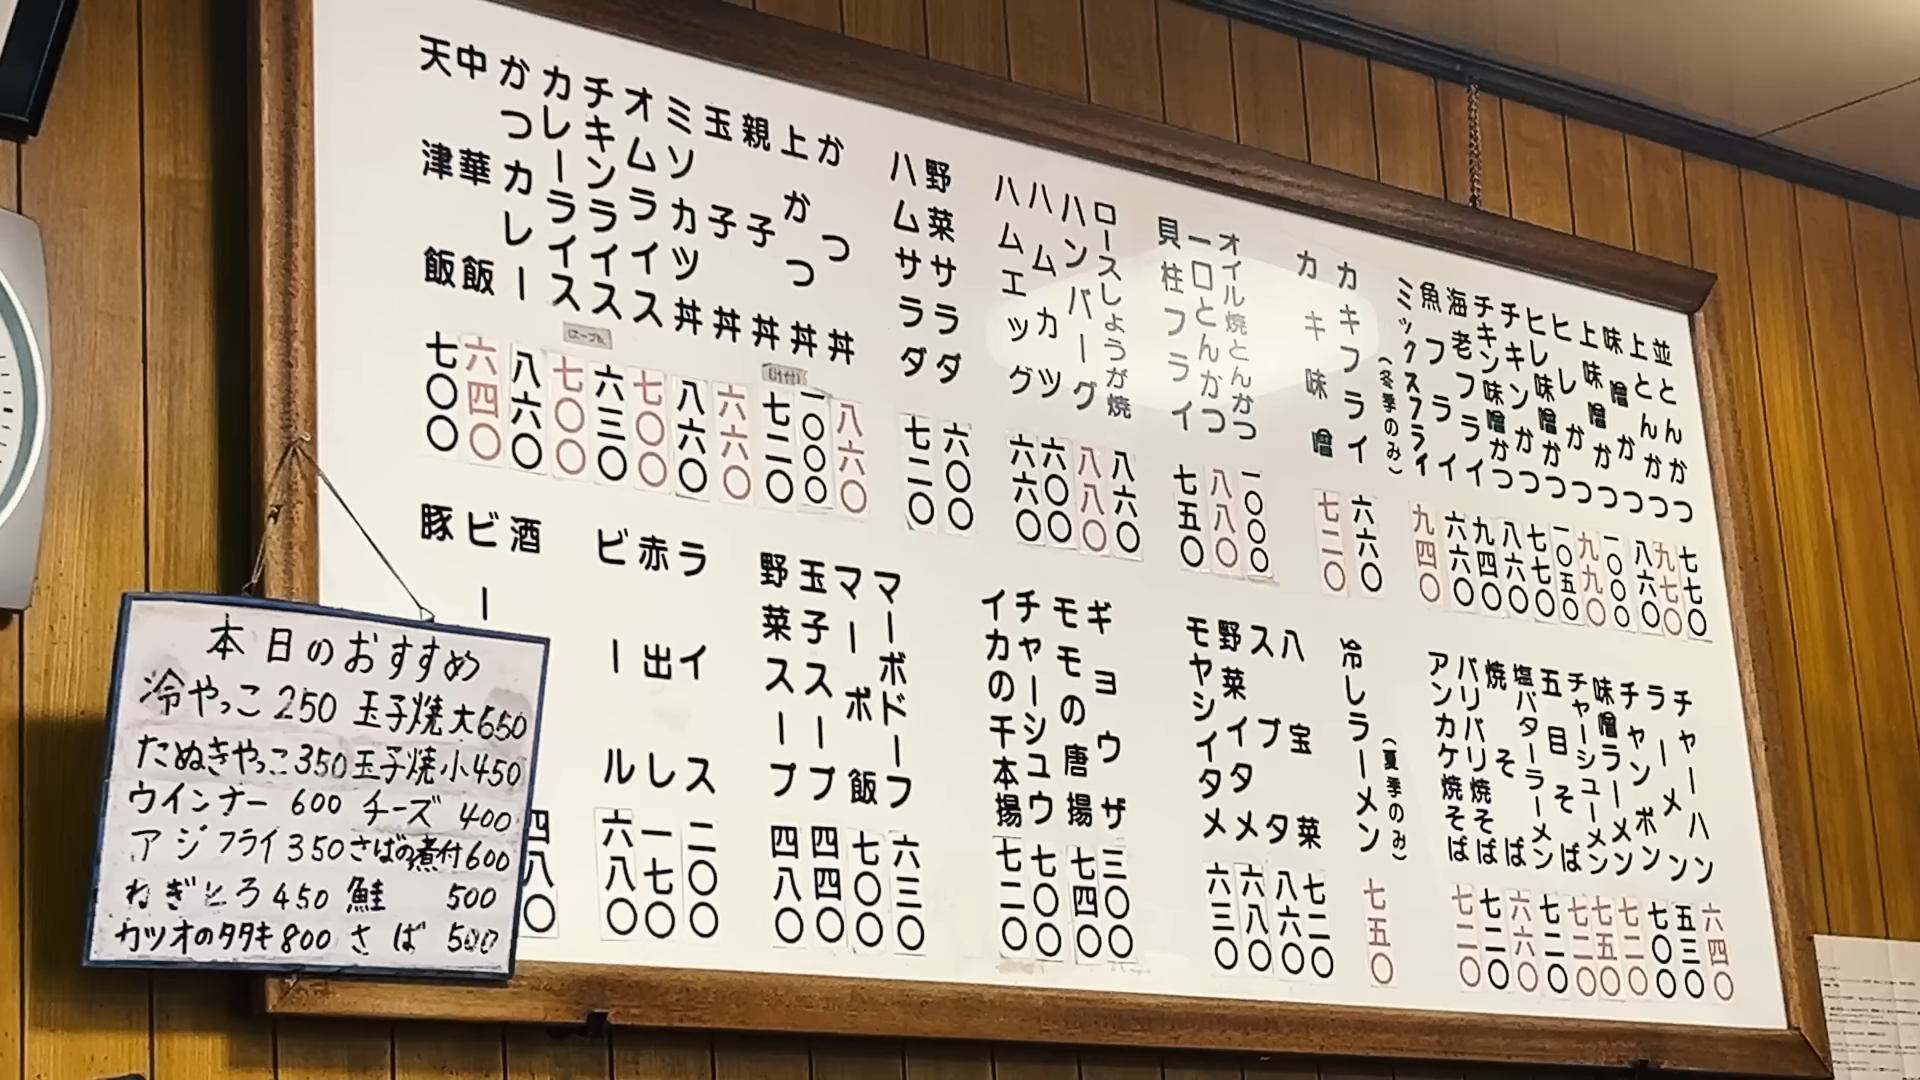 並とんかつ 七七〇
上とんかつ 九七〇
味噌かつ 八六〇
上味噌かつ 一〇〇〇
ヒレかつ 九九〇
ヒレ味噌かつ 一〇五〇
チキンかつ 七七〇
チキン味噌かつ 八六〇
海老フライ 九四〇
魚フライ 六六〇
ミックスフライ 九四〇
(冬季のみ)
カキフライ 六六〇
カキ味噌 七二〇
オイル焼とんかつ 一〇〇〇
一口とんかつ 八八〇
貝柱フライ 七五〇
ロースしょうが焼 八六〇
ハンバーグ 八八〇
ハムカツ 六〇〇
ハムエッグ 六六〇
野菜サラダ 六〇〇
ハムサラダ 七二〇
かつ丼 八六〇
上かつ丼 一〇〇〇
親子丼 (汁付) 七二〇
玉子丼 六六〇
ミソカツ丼 八六〇
オムライス 七〇〇
チキンライス 六三〇
カレーライス 七〇〇
かつカレー 八六〇
中華飯 六四〇
天津飯 七〇〇
チャーハン 六四〇
ラーメン 五三〇
チャンポン 七〇〇
味噌ラーメン 七二〇
チャーシューメン 七五〇
五目そば 七二〇
塩バターラーメン 七二〇
焼そば 六六〇
バリバリ焼そば 七二〇
アンカケ焼そば 七二〇
(夏季のみ)
冷しラーメン 七五〇
八宝菜 七二〇
スブタ 八六〇
野菜イタメ 六八〇
モヤシイタメ 六三〇
ギョウザ 三〇〇
モモの唐揚 七四〇
チャーシュウ 七〇〇
イカの千本揚 七二〇
マーボドーフ 六三〇
マーボ飯 七〇〇
玉子スープ 四四〇
野菜スープ 四八〇
ライス 二〇〇
赤出し 一七〇
ビール 六八〇
酒 四八〇
ビー
豚
本日のおすすめ
冷やっこ 250 玉子焼大650
たぬきやっこ350 玉子焼小450
ウインナー 600 チーズ 400
アジフライ350 さばの煮付600
ねぎとろ450 鮭 500
カツオのタタキ800 さば 500